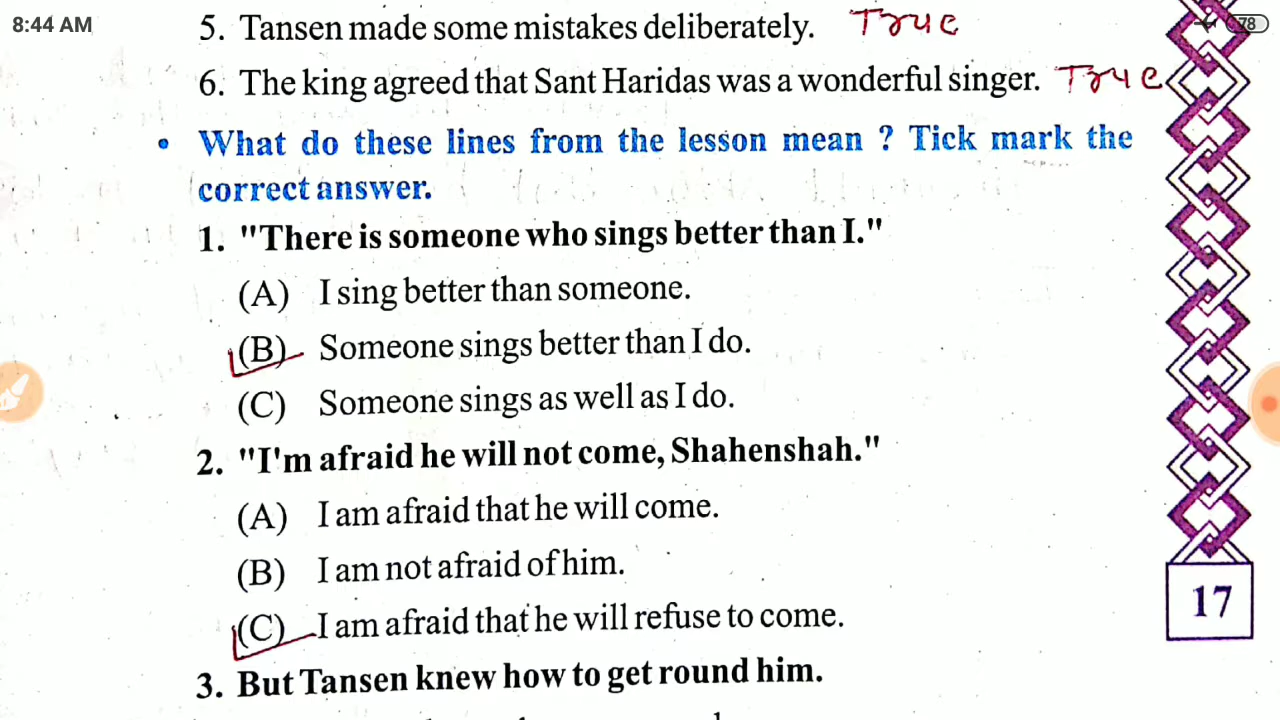 8:44 AM
78
5. Tansen made some mistakes deliberately. True
6. The king agreed that Sant Haridas was a wonderful singer. True
• What do these lines from the lesson mean ? Tick mark the
correct answer.
1. "There is someone who sings better than I."
(A) I sing better than someone.
(B) Someone sings better than I do.
(C) Someone sings as well as I do.
2. "I'm afraid he will not come, Shahenshah."
(A) I am afraid that he will come.
(B) I am not afraid of him.
(C) I am afraid that he will refuse to come.
17
3. But Tansen knew how to get round him.